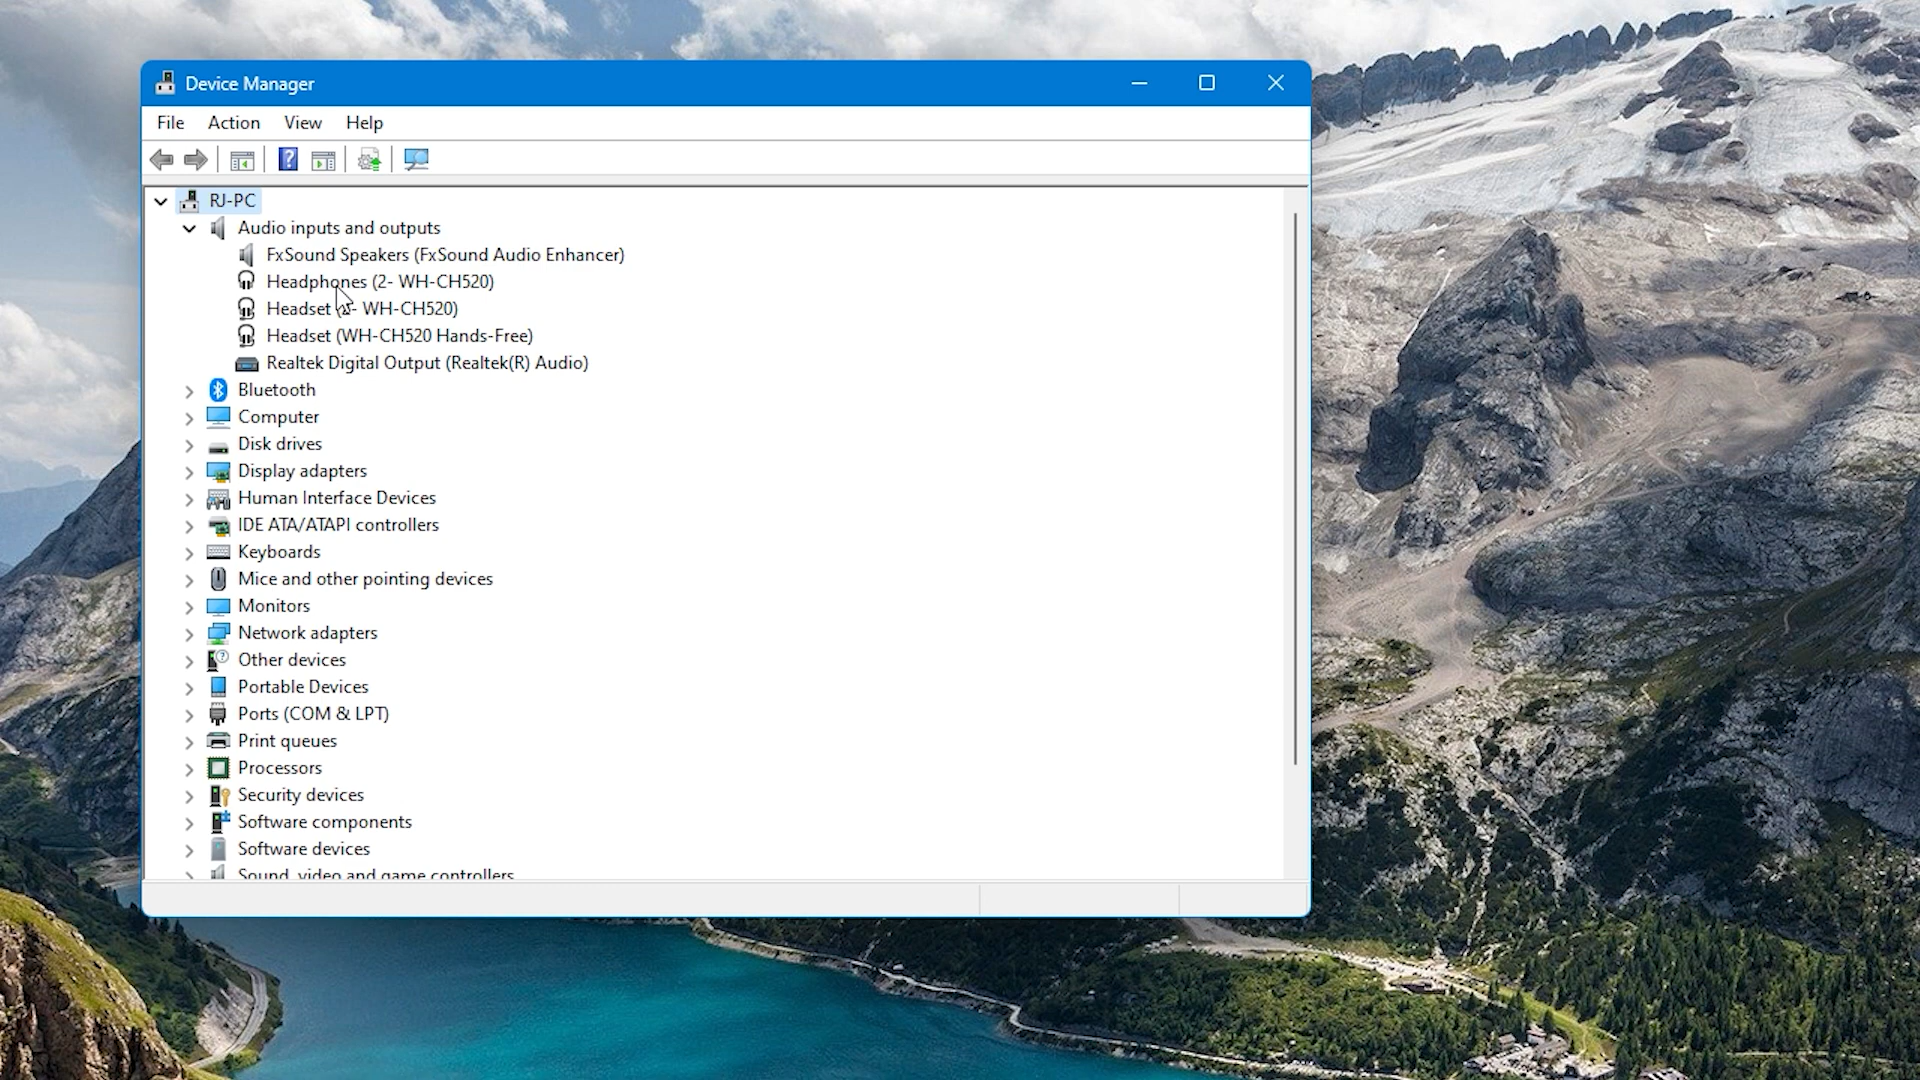 Device Manager
File Action View Help
RJ-PC
Audio inputs and outputs
FxSound Speakers (FxSound Audio Enhancer)
Headphones (2- WH-CH520)
Headset - WH-CH520)
Headset (WH-CH520 Hands-Free)
Realtek Digital Output (Realtek(R) Audio)
Bluetooth
Computer
Disk drives
Display adapters
Human Interface Devices
IDE ATA/ATAPI controllers
Keyboards
Mice and other pointing devices
Monitors
Network adapters
Other devices
Portable Devices
Ports (COM & LPT)
Print queues
Processors
Security devices
Software components
Software devices
Sound, video and game controllers